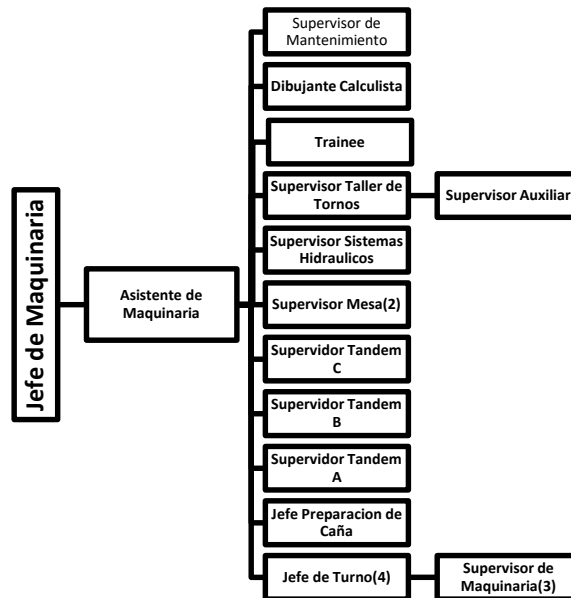 Jefe de Maquinaria
Asistente de
Maquinaria
Supervisor de
Mantenimiento
Dibujante Calculista
Trainee
Supervisor Taller de
Tornos
Supervisor Auxiliar
Supervisor Sistemas
Hidraulicos
Supervisor Mesa(2)
Supervidor Tandem
C
Supervidor Tandem
B
Supervidor Tandem
A
Jefe Preparacion de
Caña
Jefe de Turno(4)
Supervisor de
Maquinaria(3)